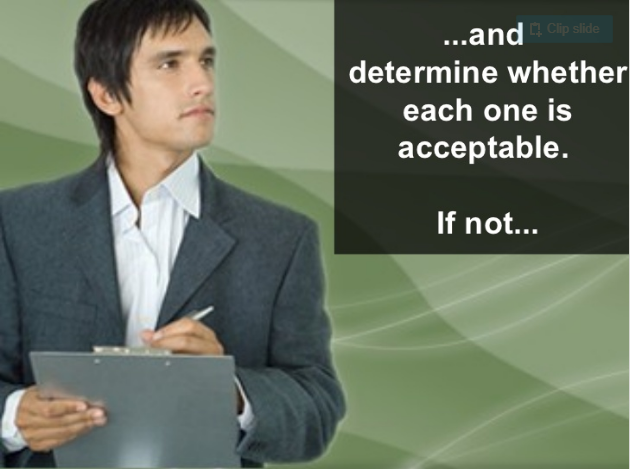 ...and
Clip slide
determine whether
each one is
acceptable.
If not...